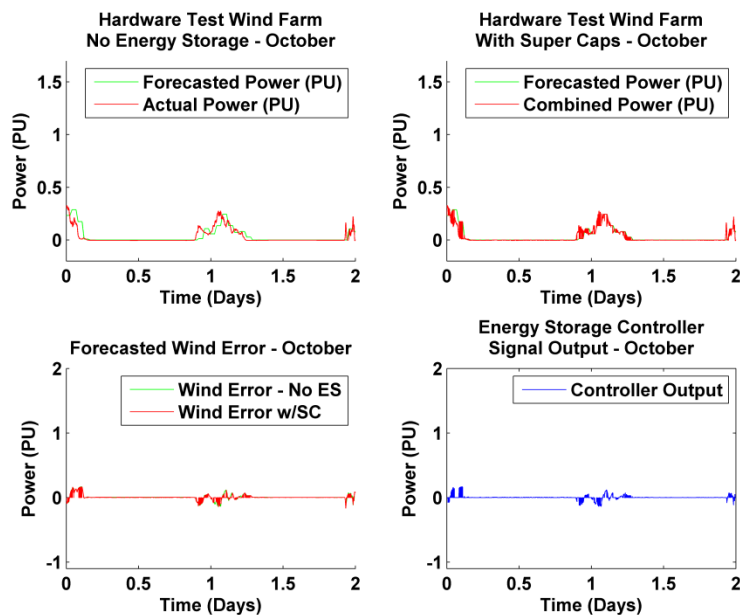 Hardware Test Wind Farm
No Energy Storage - October
Forecasted Power (PU)
Actual Power (PU)
Power (PU)
1.5
1
0.5
0
0
0.5
1
1.5
2
Time (Days)
Hardware Test Wind Farm
With Super Caps - October
Forecasted Power (PU)
Combined Power (PU)
Power (PU)
1.5
1
0.5
0
0
0.5
1
1.5
2
Time (Days)
Forecasted Wind Error - October
Wind Error - No ES
Wind Error w/SC
Power (PU)
2
1
0
-1
0
0.5
1
1.5
2
Time (Days)
Energy Storage Controller
Signal Output - October
Controller Output
Power (PU)
2
1
0
-1
0
0.5
1
1.5
2
Time (Days)